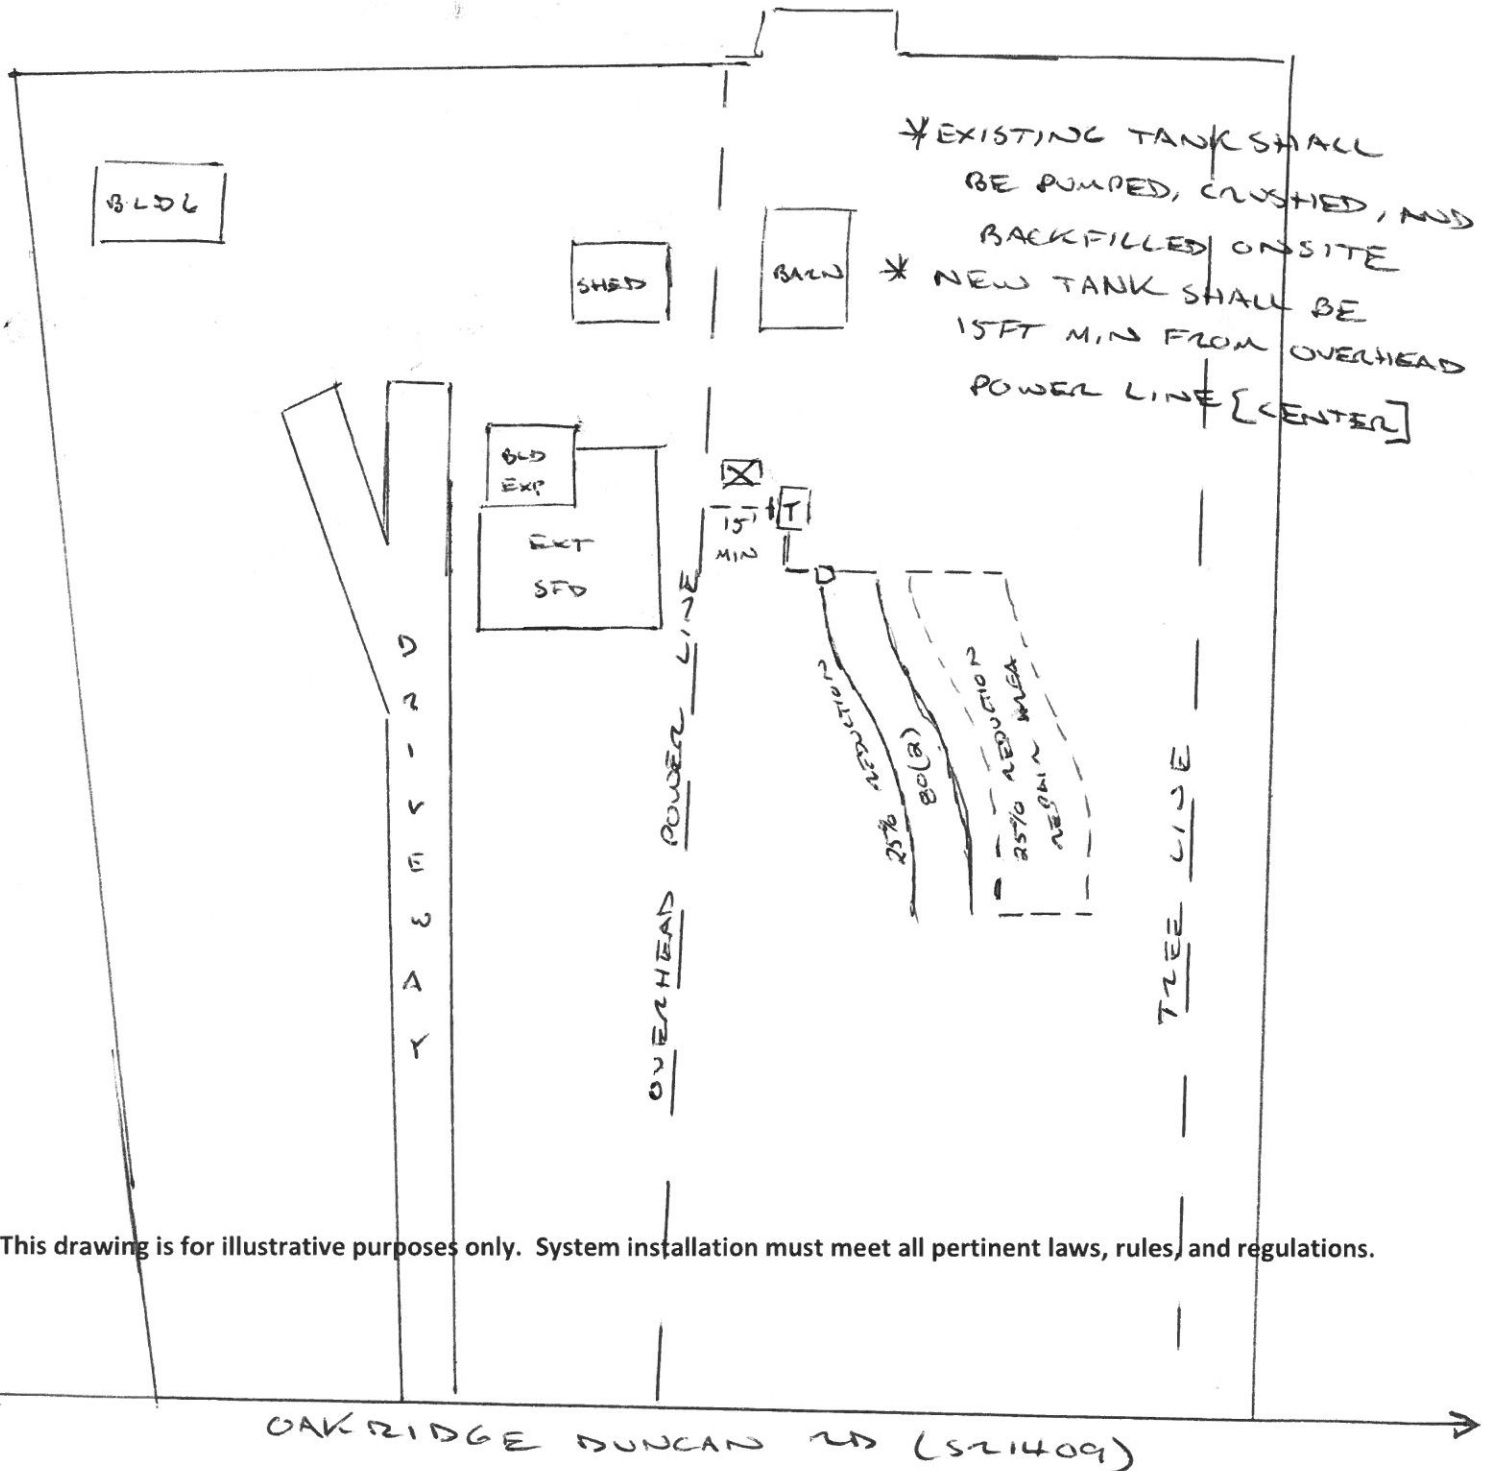 *EXISTING TANK SHALL
BE PUMPED, CRUSHED, AND
BACKFILLED ONSITE
* NEW TANK SHALL BE
15FT MIN FROM OVERHEAD
POWER LINE [CENTER]
BLDG
SHED
BARN
BLD
EXP
EXT
SFD
15'
MIN
T
D
DRIVEWAY
OVERHEAD POWER LINE
25% REDUCTION
80(2)
25% REDUCTION
REPAIR AREA
TREE LINE
This drawing is for illustrative purposes only. System installation must meet all pertinent laws, rules, and regulations.
OAKRIDGE DUNCAN RD (SR1409)